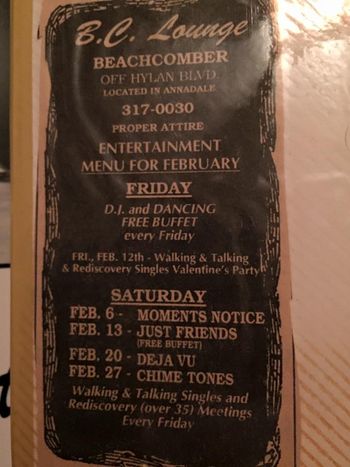 B.C. Lounge
BEACHCOMBER
OFF HYLAN BLVD.
LOCATED IN ANNADALE
317-0030
PROPER ATTIRE
ENTERTAINMENT
MENU FOR FEBRUARY
FRIDAY
D.J. and DANCING
FREE BUFFET
every Friday
FRI., FEB. 12th - Walking & Talking
& Rediscovery Singles Valentine's Party
SATURDAY
FEB. 6 - MOMENTS NOTICE
FEB. 13 - JUST FRIENDS
(FREE BUFFET)
FEB. 20 - DEJA VU
FEB. 27 - CHIME TONES
Walking & Talking Singles and
Rediscovery (over 35) Meetings
Every Friday